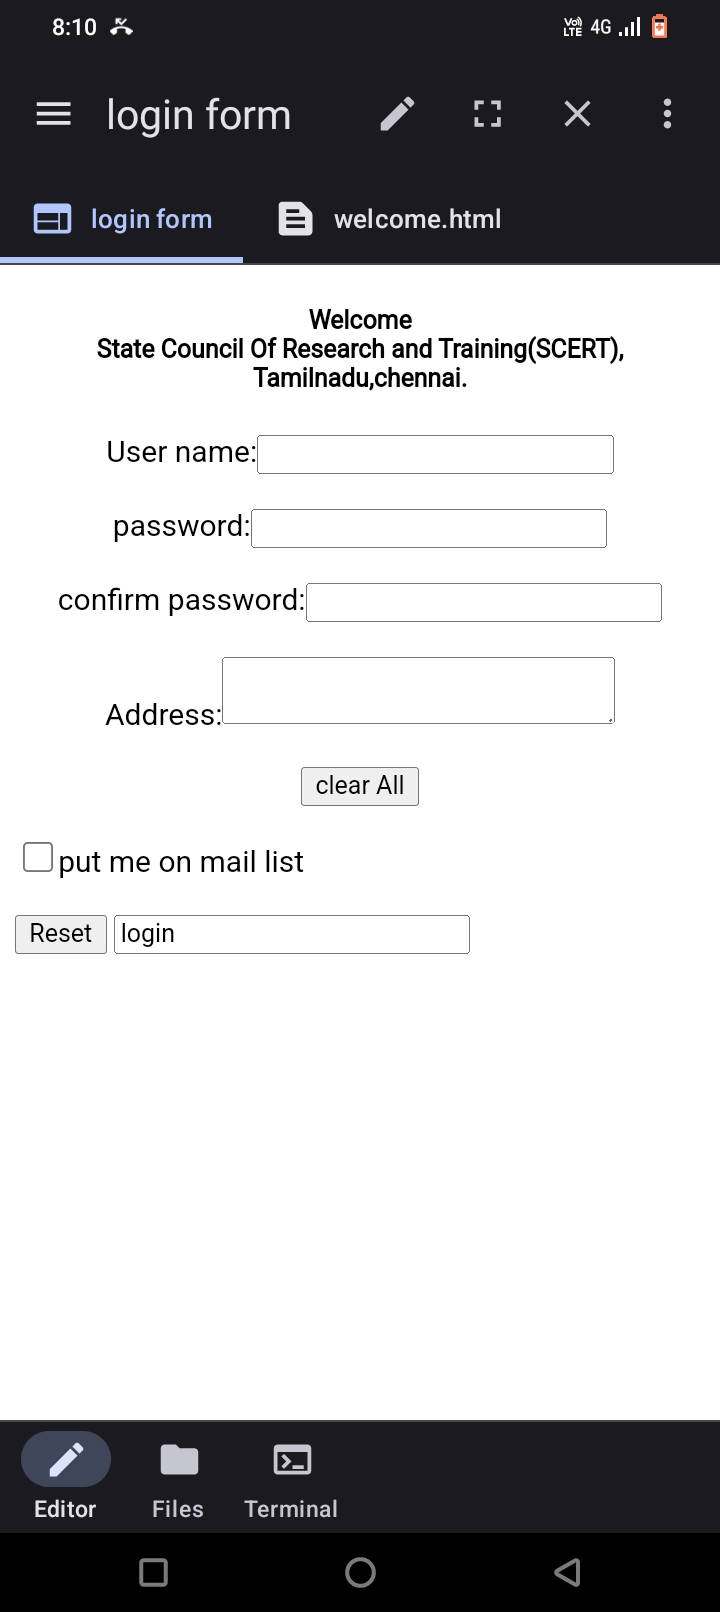 8:10
Vo) LTE 4G
login form
login form welcome.html
Welcome
State Council Of Research and Training(SCERT),
Tamilnadu,chennai.
User name:
password:
confirm password:
Address:
clear All
put me on mail list
Reset login
Editor Files Terminal